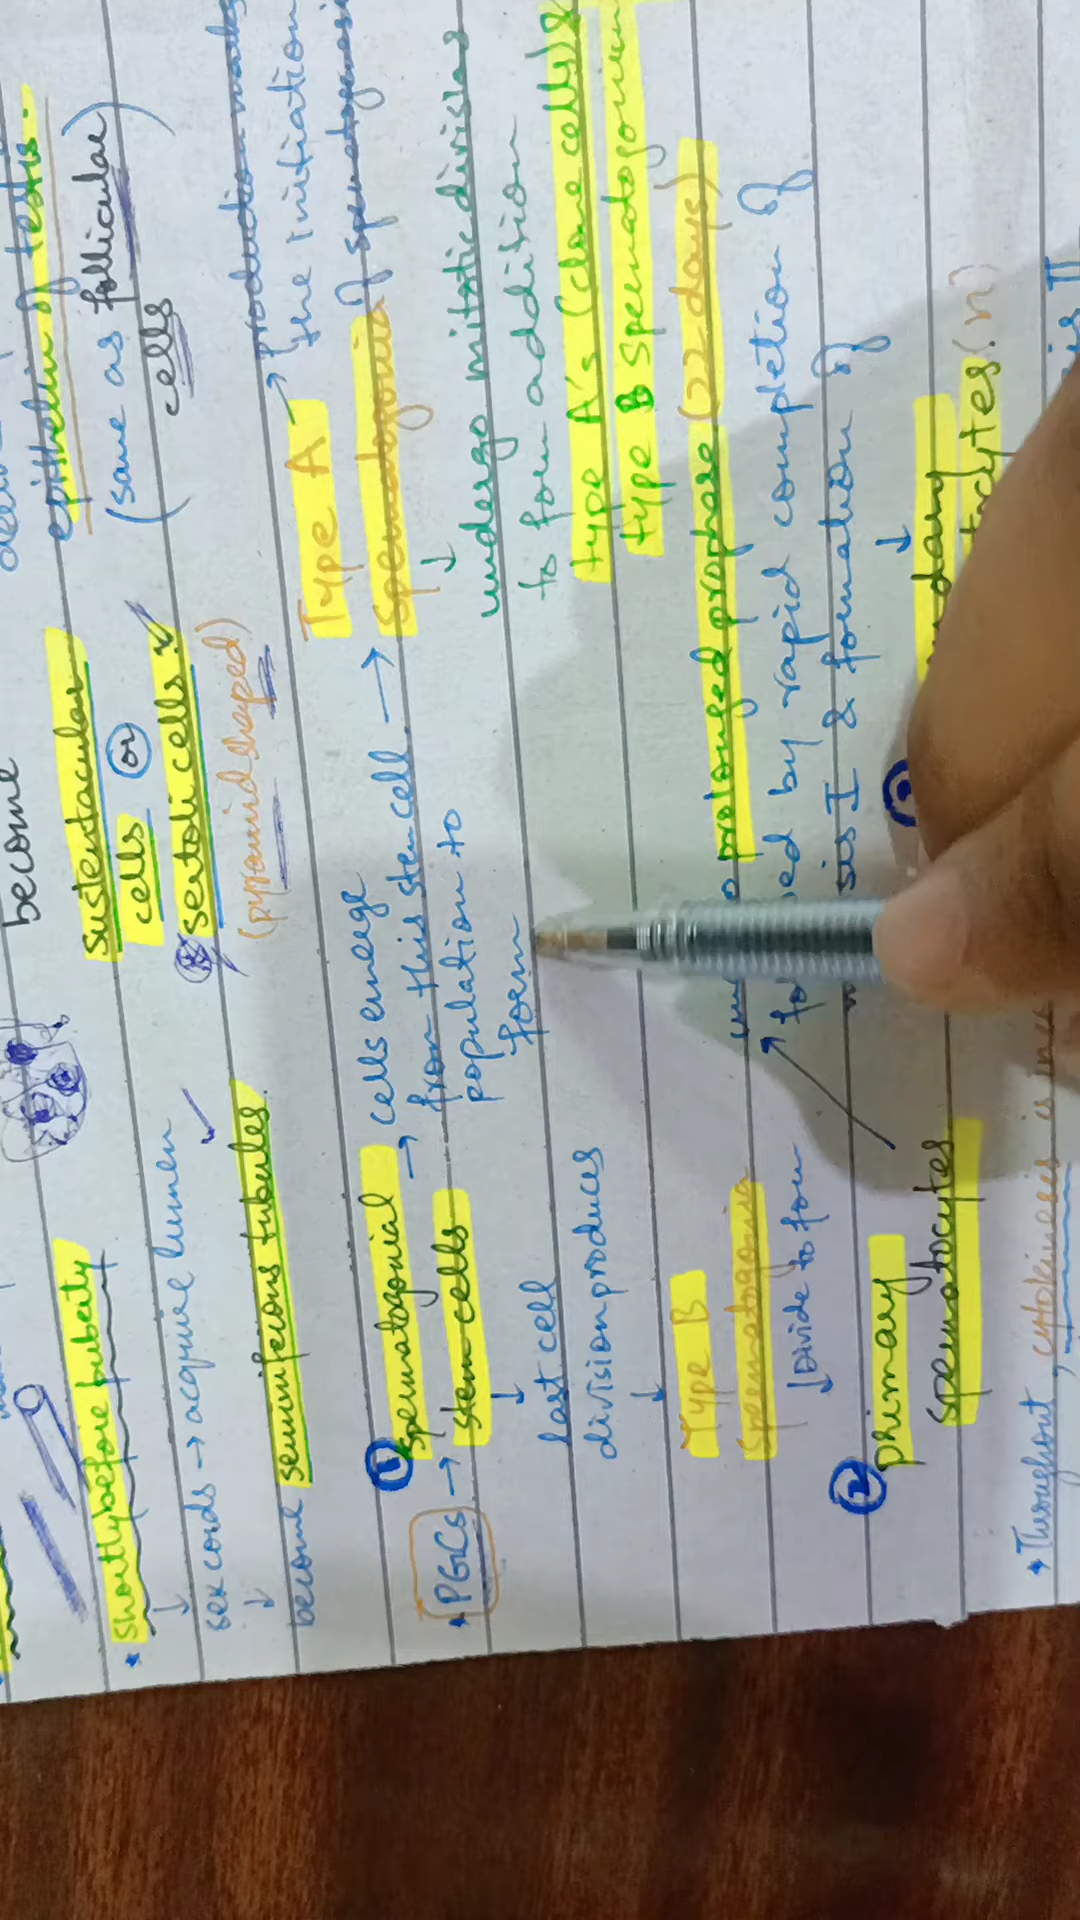 become
sustentacular
epithelium of testis.
cells or
(same as follicular
cells
* shortly before puberty
sertoli cells.
(pyramid shaped)
sex cords → acquire lumen
become seminiferous tubules
production marks
the initiation
of spermatogenesis
① spermatogonial → cells emerge
Type A
*PGCs → stem cells → from this stem cell → spermatogonia
population to
form
undergo mitotic divisions
to form addition
last cell
division produces
type A's (clone cells) &
type B spermatogonium
Type B
spermatogonia
prolonged prophase (22 days)
by rapid completion of
I & formation of
Divide to form
② primary
spermatocytes
(n)
* Throughout, cytokinesis is
II